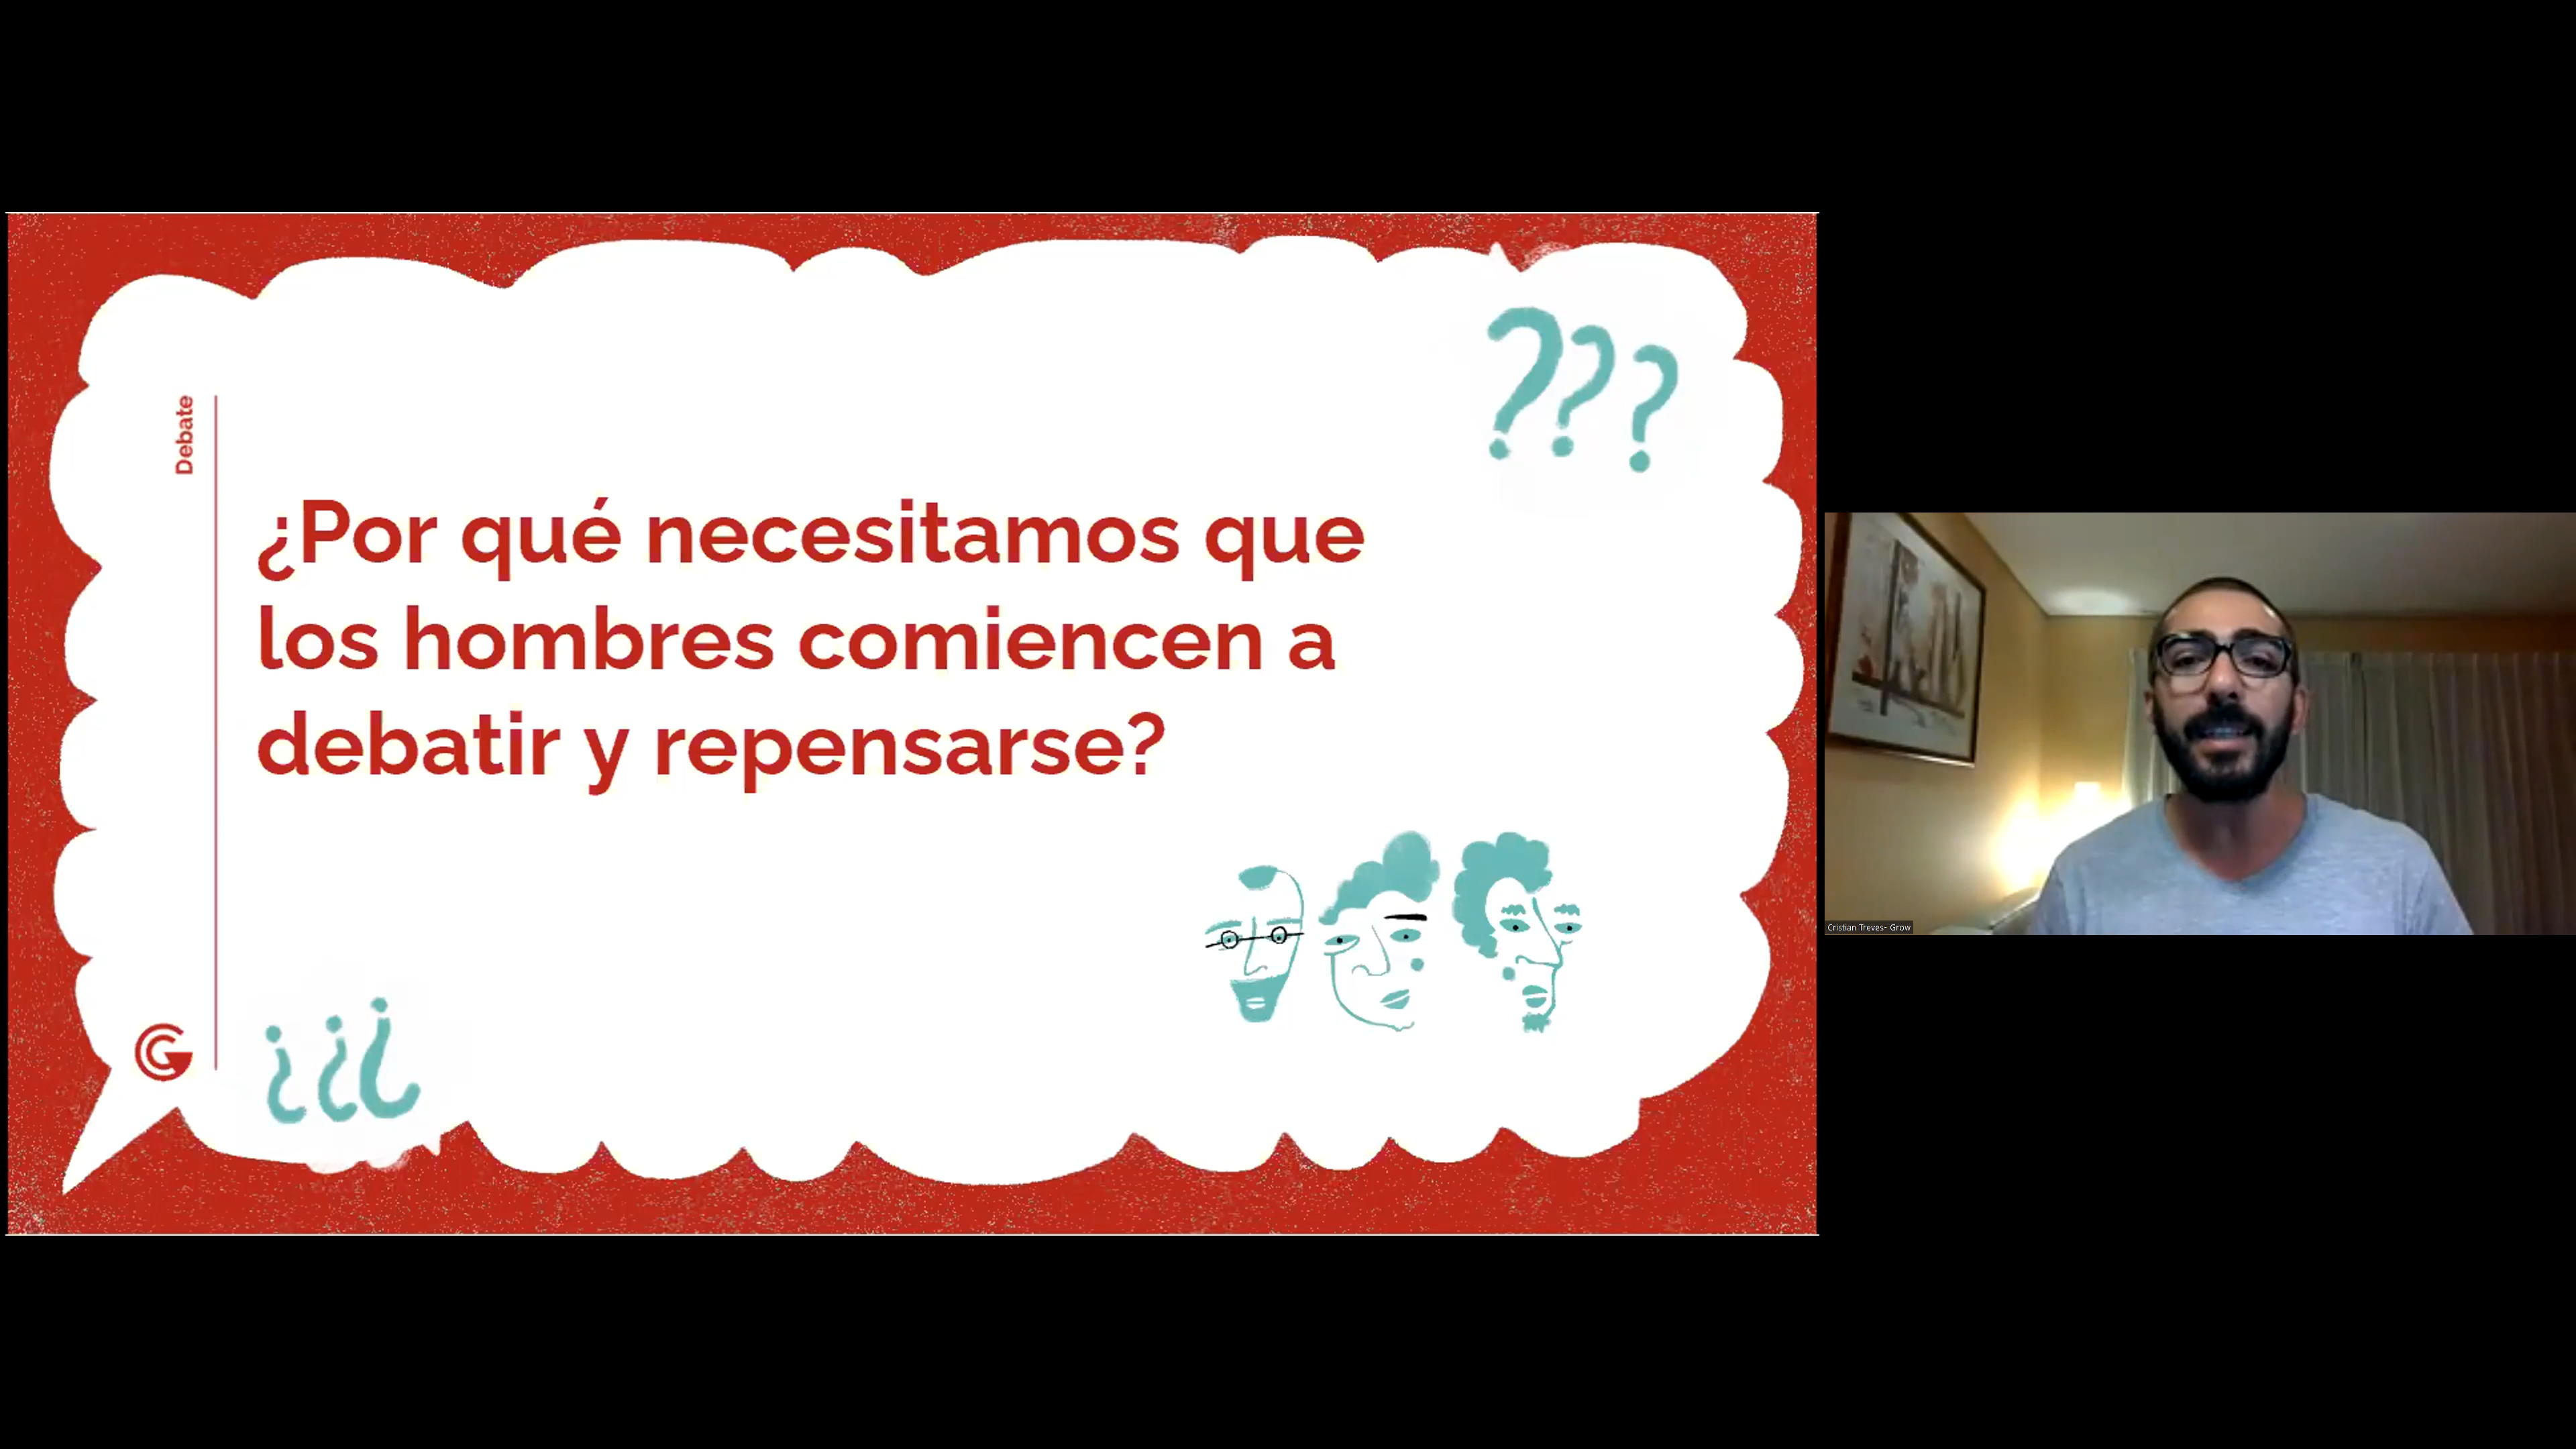 Debate
¿Por qué necesitamos que
los hombres comiencen a
debatir y repensarse?
???
¿¿¿
Cristian Treves- Grow